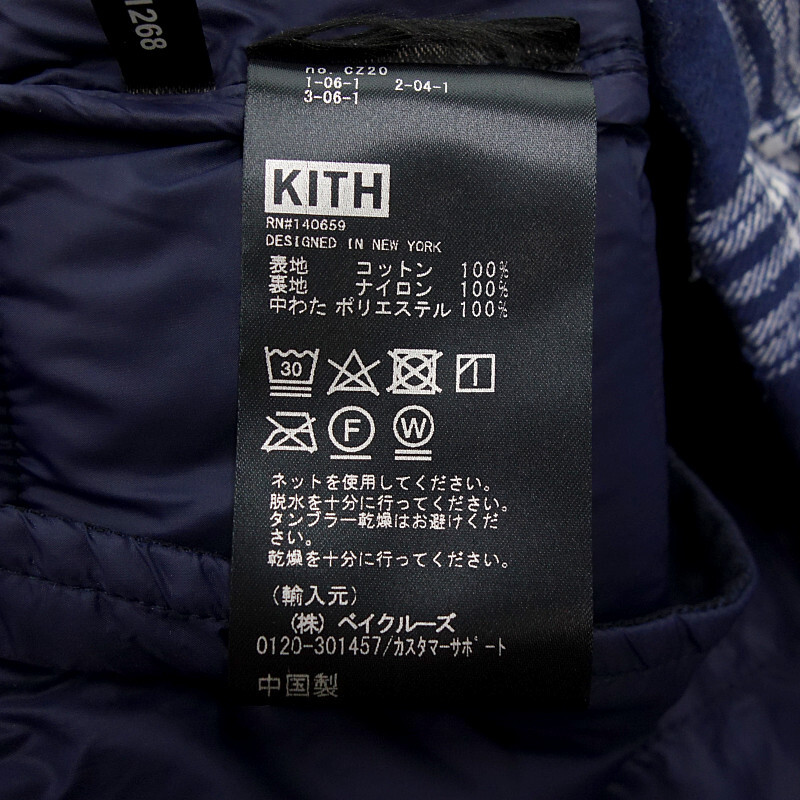 1268
no. CZ20
1-06-1 2-04-1
3-06-1
KITH
RN#140659
DESIGNED IN NEW YORK
表地 コットン 100%
裏地 ナイロン 100%
中わた ポリエステル 100%
30
F W
ネットを使用してください。
脱水を十分に行ってください。
タンブラー乾燥はお避けくだ
さい。
乾燥を十分に行ってください。
(輸入元)
(株) ベイクルーズ
0120-301457/カスタマーサポート
中国製